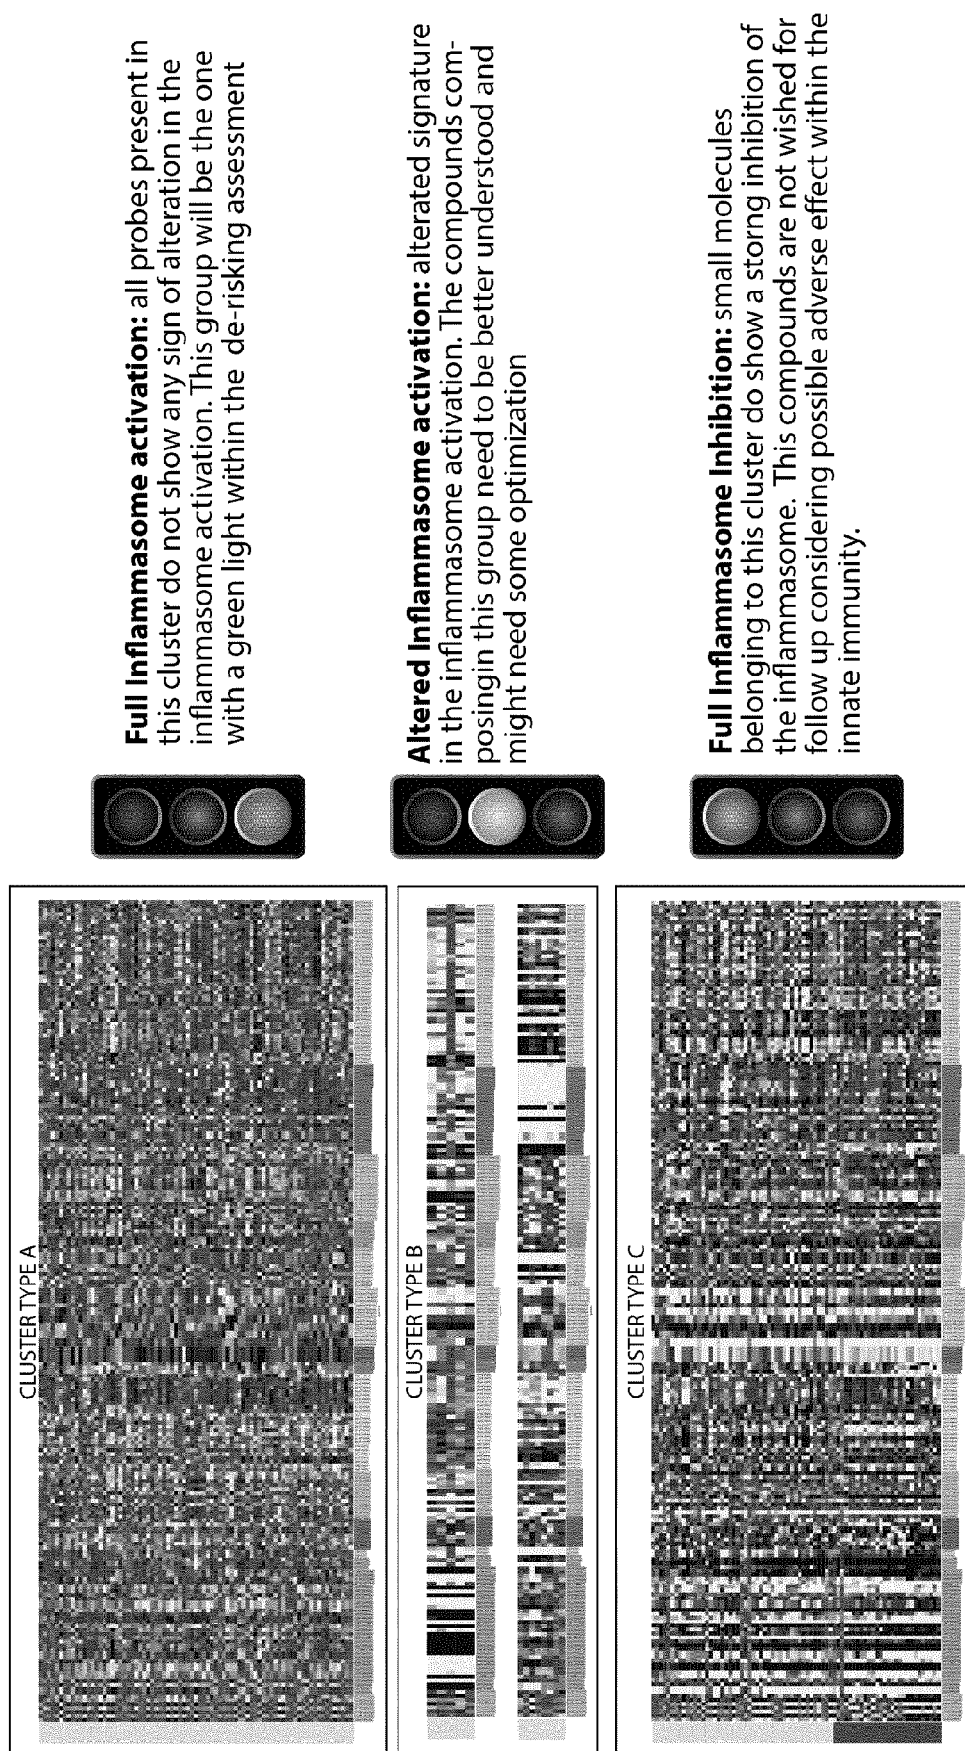 CLUSTER TYPE A
Full Inflammasome activation: all probes present in
this cluster do not show any sign of alteration in the
inflammasome activation. This group will be the one
with a green light within the de-risking assessment
CLUSTER TYPE B
Altered Inflammasome activation: alterated signature
in the inflammasome activation. The compounds com-
posingin this group need to be better understood and
might need some optimization
CLUSTER TYPE C
Full Inflammasome Inhibition: small molecules
belonging to this cluster do show a storng inhibition of
the inflammasome. This compounds are not wished for
follow up considering possible adverse effect within the
innate immunity.